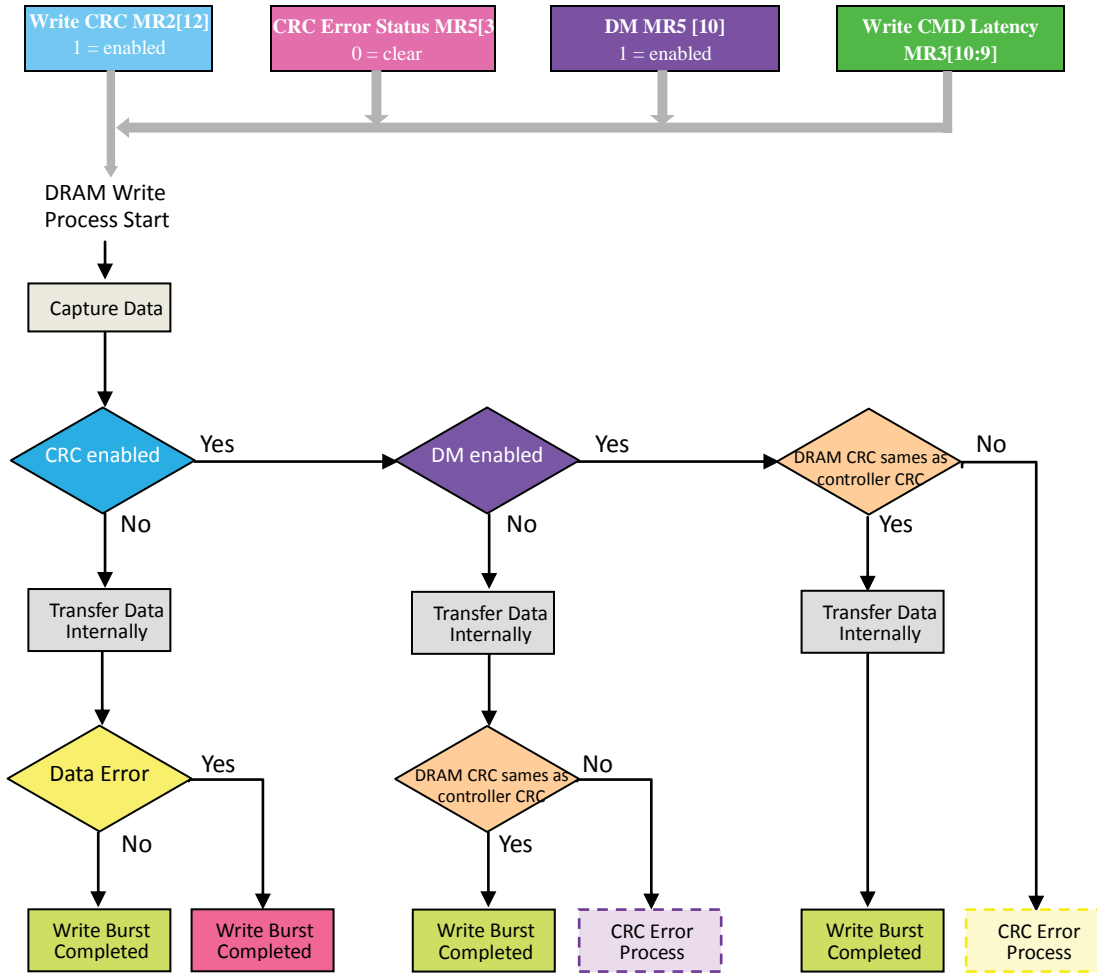 Write CRC MR2[12]
1 = enabled
CRC Error Status MR5[3
0 = clear
DM MR5 [10]
1 = enabled
Write CMD Latency
MR3[10:9]
DRAM Write
Process Start
Capture Data
CRC enabled
Yes
DM enabled
Yes
DRAM CRC sames as
controller CRC
No
No
No
Yes
Transfer Data
Internally
Transfer Data
Internally
Transfer Data
Internally
Data Error
Yes
DRAM CRC sames as
controller CRC
No
No
Yes
Write Burst
Completed
Write Burst
Completed
Write Burst
Completed
CRC Error
Process
Write Burst
Completed
CRC Error
Process